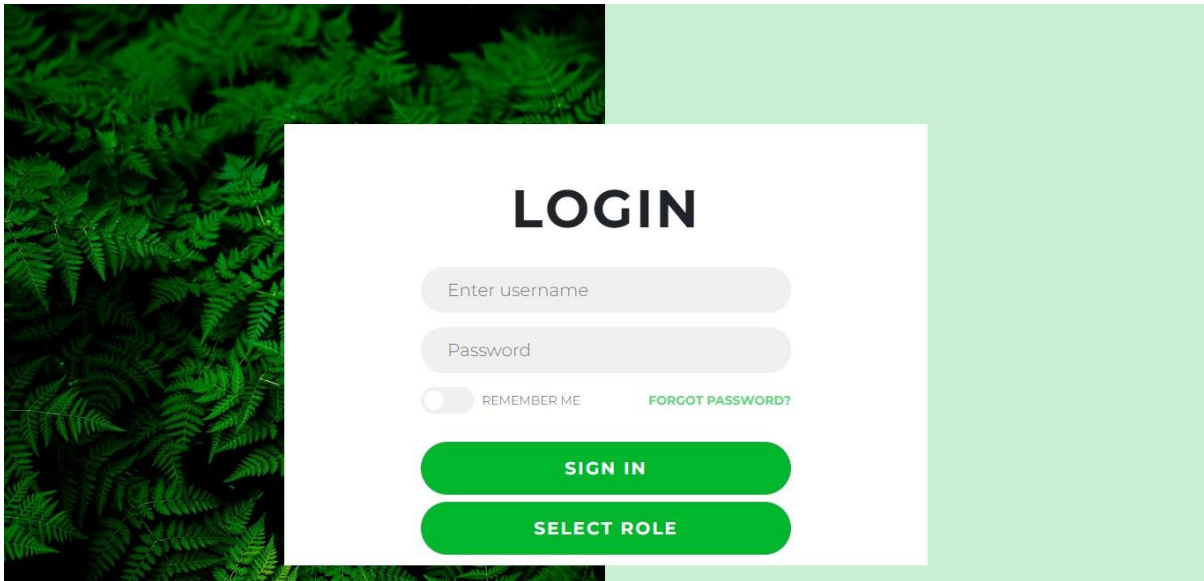 LOGIN
Enter username
Password
REMEMBER ME FORGOT PASSWORD?
SIGN IN
SELECT ROLE